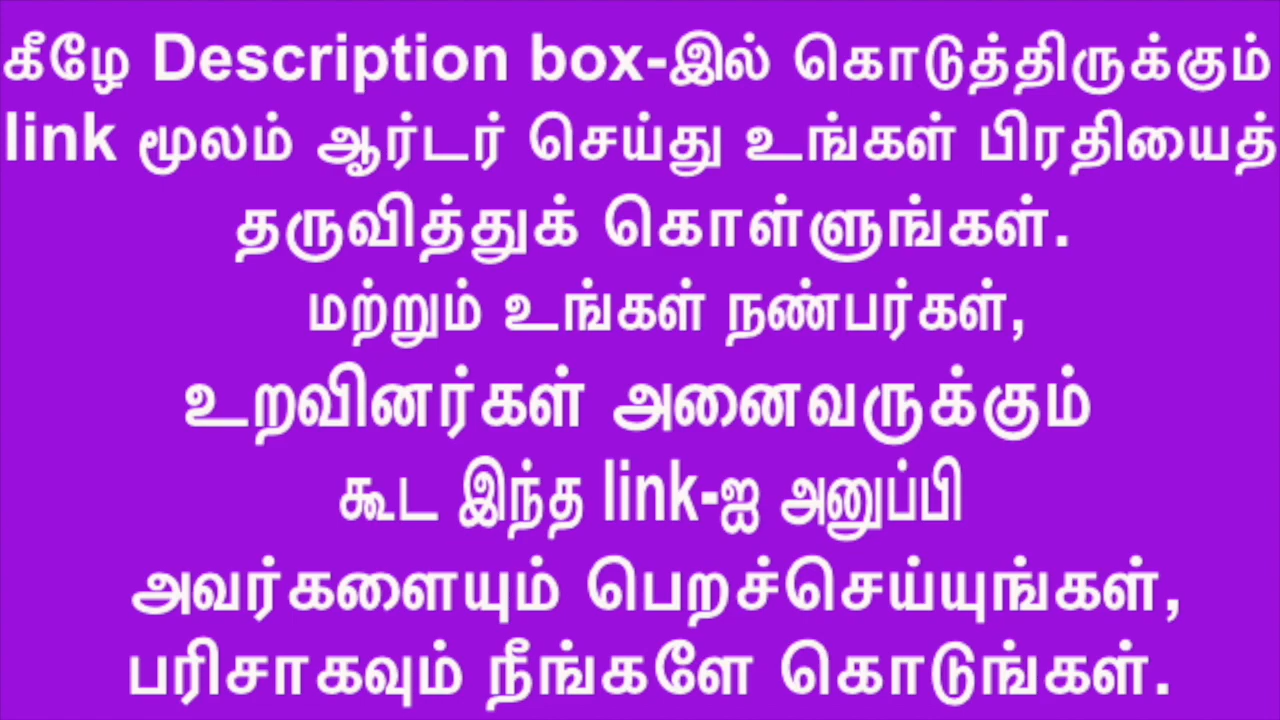 கீழே Description box-இல் கொடுத்திருக்கும்
link மூலம் ஆர்டர் செய்து உங்கள் பிரதியைத்
தருவித்துக் கொள்ளுங்கள்.
மற்றும் உங்கள் நண்பர்கள்,
உறவினர்கள் அனைவருக்கும்
கூட இந்த link-ஐ அனுப்பி
அவர்களையும் பெறச்செய்யுங்கள்,
பரிசாகவும் நீங்களே கொடுங்கள்.